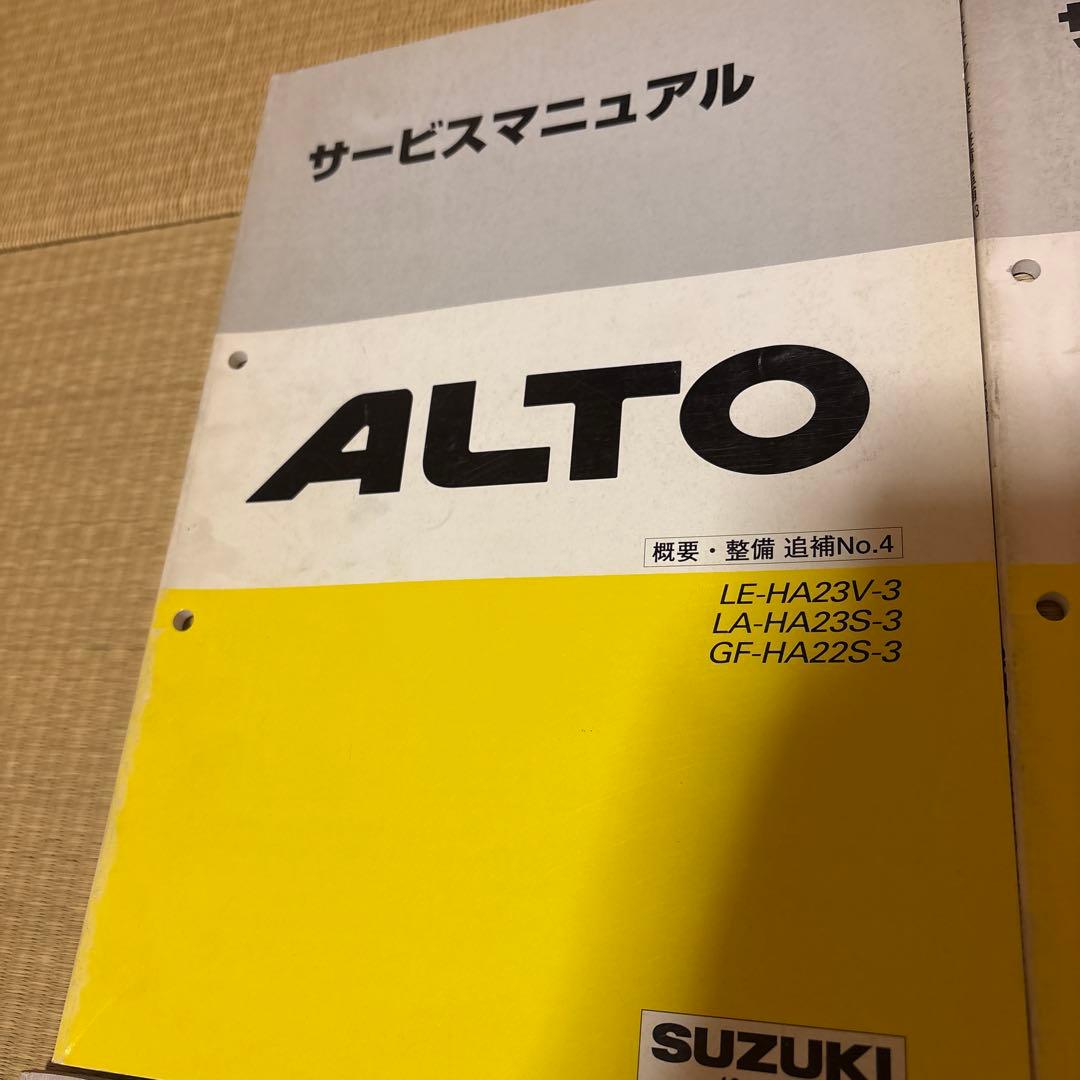 サービスマニュアル
ALTO
概要・整備 追補No.4
LE-HA23V-3
LA-HA23S-3
GF-HA22S-3
SUZUKI
サ